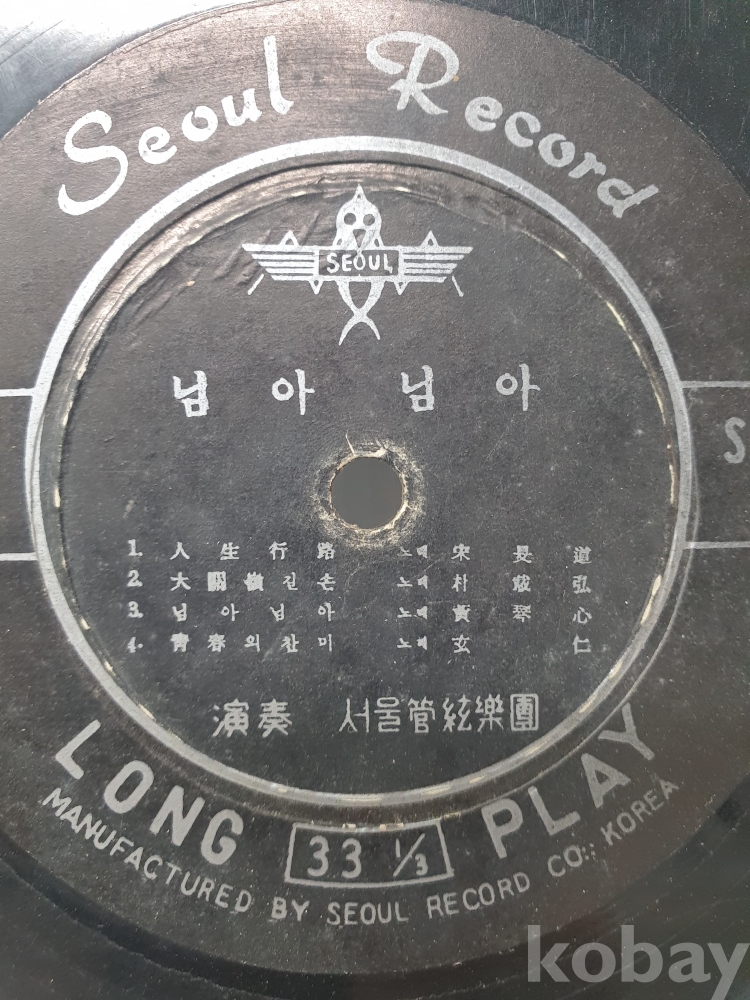 Seoul Record
SEOUL
님아 님아
S
1. 人生行路 노래 宋旻道
2. 大關嶺길손 노래 朴戟弘
3. 님아님아 노래 黃琴心
4. 靑春의찬미 노래 玄仁
演奏 서울管絃樂團
LONG 33 1/3 PLAY
MANUFACTURED BY SEOUL RECORD CO: KOREA
kobay